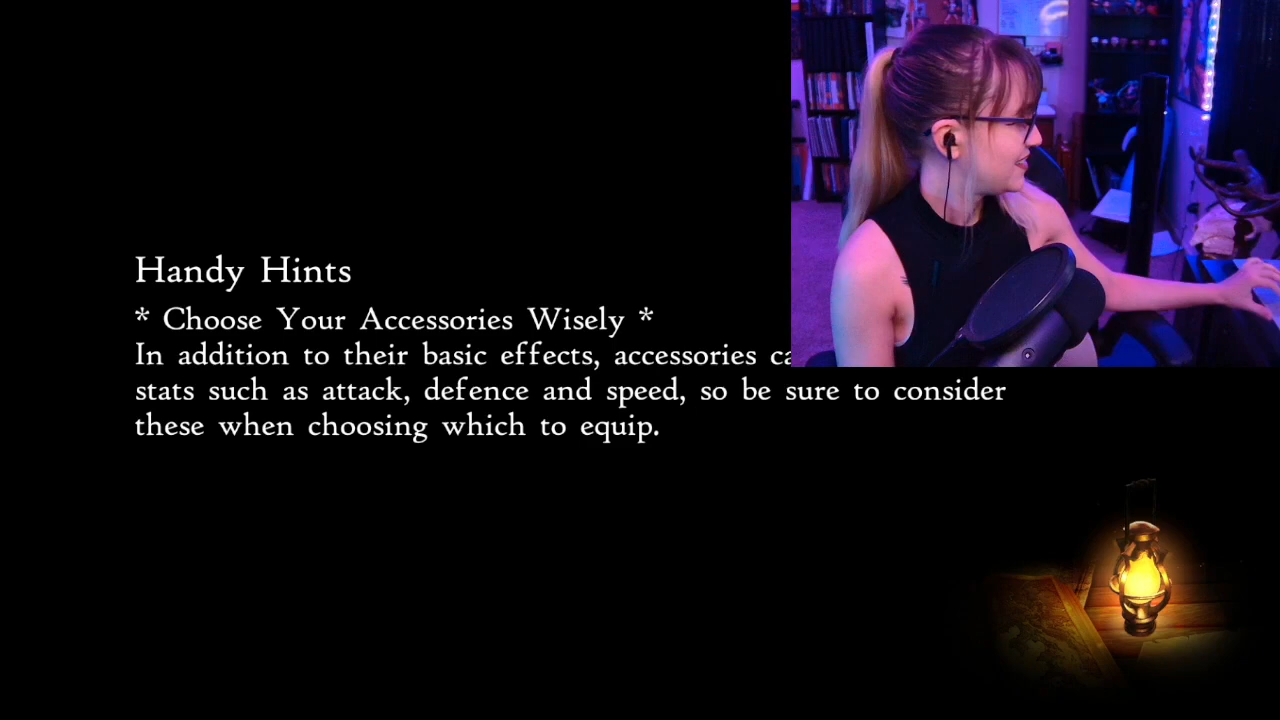 Handy Hints
* Choose Your Accessories Wisely *
In addition to their basic effects, accessories
stats such as attack, defence and speed, so be sure to consider
these when choosing which to equip.